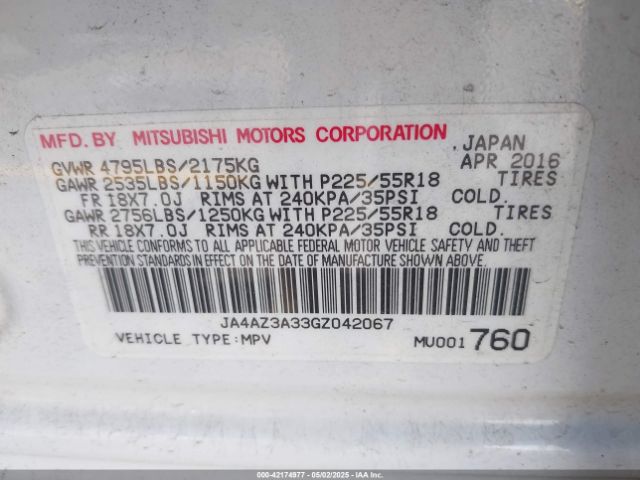 MFD. BY MITSUBISHI MOTORS CORPORATION
, JAPAN
GVWR 4795LBS/2175KG APR 2016
GAWR 2535LBS/1150KG WITH P225/55R18 TIRES
FR 18X7.0J RIMS AT 240KPA/35PSI COLD.
GAWR 2756LBS/1250KG WITH P225/55R18 TIRES
RR 18X7.0J RIMS AT 240KPA/35PSI COLD.
THIS VEHICLE CONFORMS TO ALL APPLICABLE FEDERAL MOTOR VEHICLE SAFETY AND THEFT
PREVENTION STANDARDS IN EFFECT ON THE DATE OF MANUFACTURE SHOWN ABOVE.
JA4AZ3A33GZ042067
VEHICLE TYPE:MPV MU001 760
000-42174977 - 05/02/2025 - IAAI, Inc.